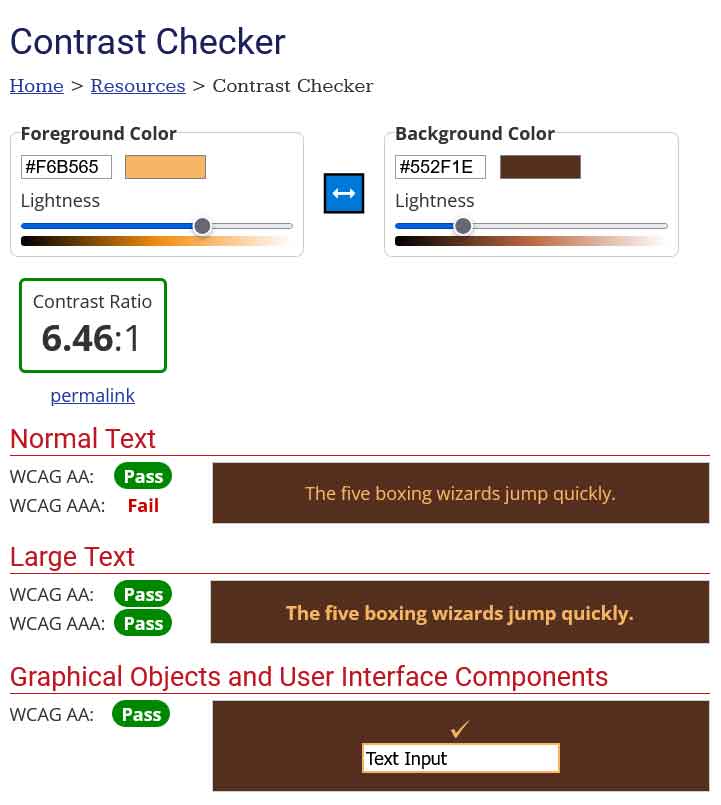 Contrast Checker
Home > Resources > Contrast Checker
Foreground Color
#F6B565
Lightness
Background Color
#552F1E
Lightness
Contrast Ratio
6.46:1
permalink
Normal Text
WCAG AA: Pass
WCAG AAA: Fail
The five boxing wizards jump quickly.
Large Text
WCAG AA: Pass
WCAG AAA: Pass
The five boxing wizards jump quickly.
Graphical Objects and User Interface Components
WCAG AA: Pass
✓
Text Input